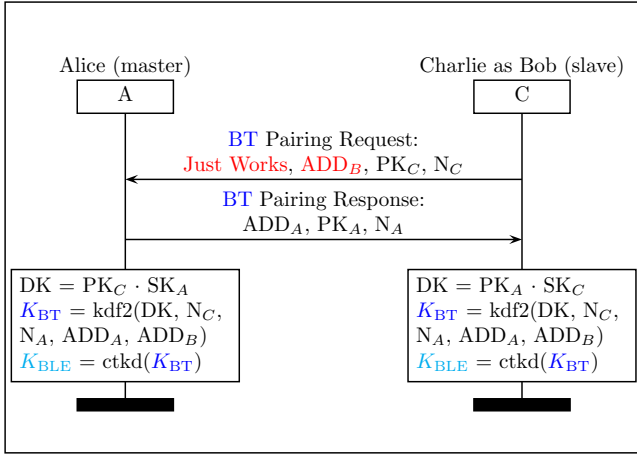 Alice (master)
Charlie as Bob (slave)
A
C
BT Pairing Request:
Just Works, ADD_B, PK_C, N_C
BT Pairing Response:
ADD_A, PK_A, N_A
DK = PK_C · SK_A
K_BT = kdf2(DK, N_C,
N_A, ADD_A, ADD_B)
K_BLE = ctkd(K_BT)
DK = PK_A · SK_C
K_BT = kdf2(DK, N_C,
N_A, ADD_A, ADD_B)
K_BLE = ctkd(K_BT)